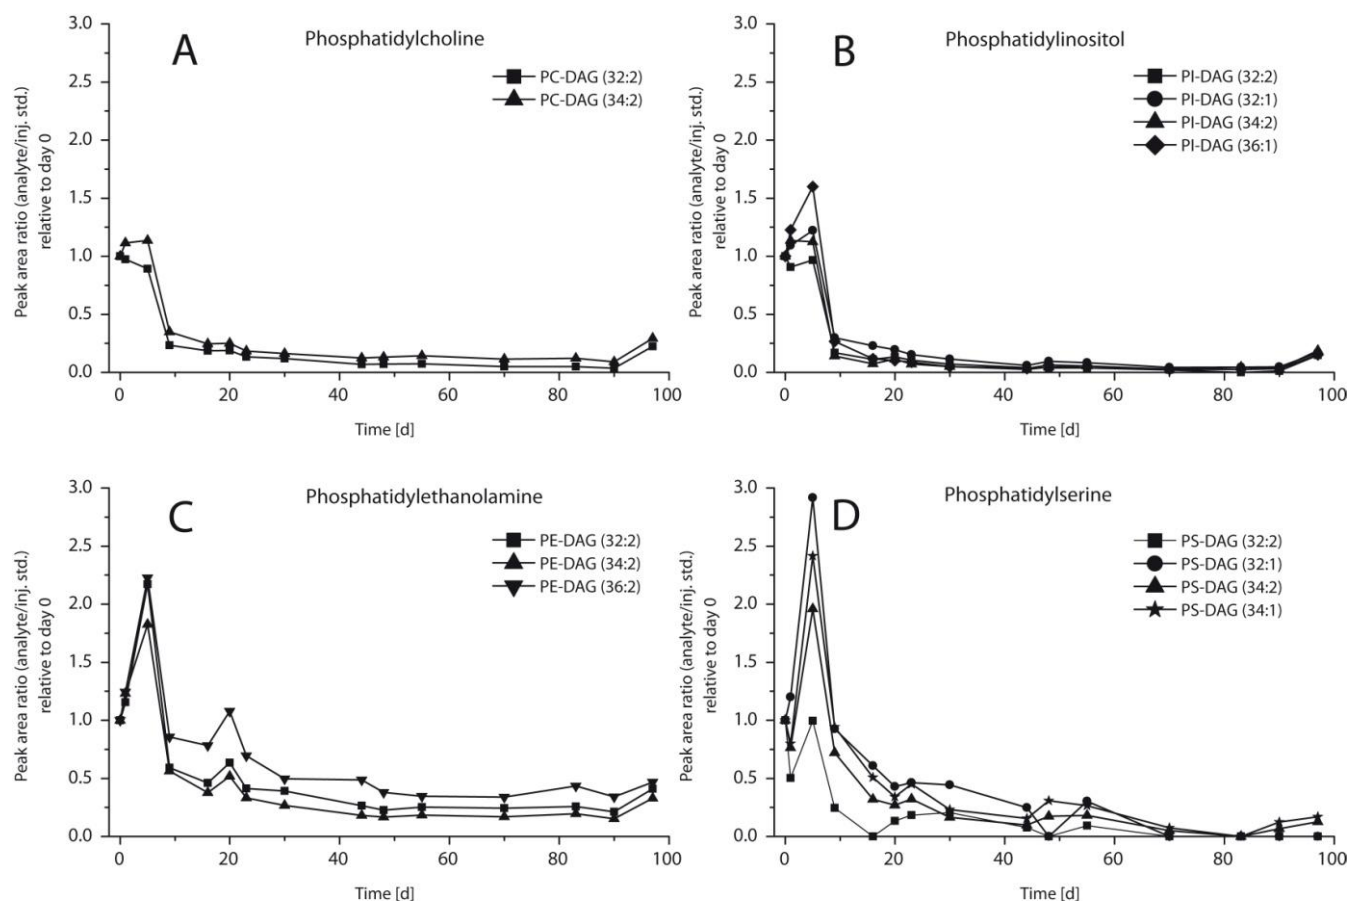 A
Phosphatidylcholine
PC-DAG (32:2)
PC-DAG (34:2)
Peak area ratio (analyte/inj. std.)
relative to day 0
3.0
2.5
2.0
1.5
1.0
0.5
0.0
0
20
40
60
80
100
Time [d]
B
Phosphatidylinositol
PI-DAG (32:2)
PI-DAG (32:1)
PI-DAG (34:2)
PI-DAG (36:1)
Peak area ratio (analyte/inj. std.)
relative to day 0
3.0
2.5
2.0
1.5
1.0
0.5
0.0
0
20
40
60
80
100
Time [d]
C
Phosphatidylethanolamine
PE-DAG (32:2)
PE-DAG (34:2)
PE-DAG (36:2)
Peak area ratio (analyte/inj. std.)
relative to day 0
3.0
2.5
2.0
1.5
1.0
0.5
0.0
0
20
40
60
80
100
Time [d]
D
Phosphatidylserine
PS-DAG (32:2)
PS-DAG (32:1)
PS-DAG (34:2)
PS-DAG (34:1)
Peak area ratio (analyte/inj. std.)
relative to day 0
3.0
2.5
2.0
1.5
1.0
0.5
0.0
0
20
40
60
80
100
Time [d]